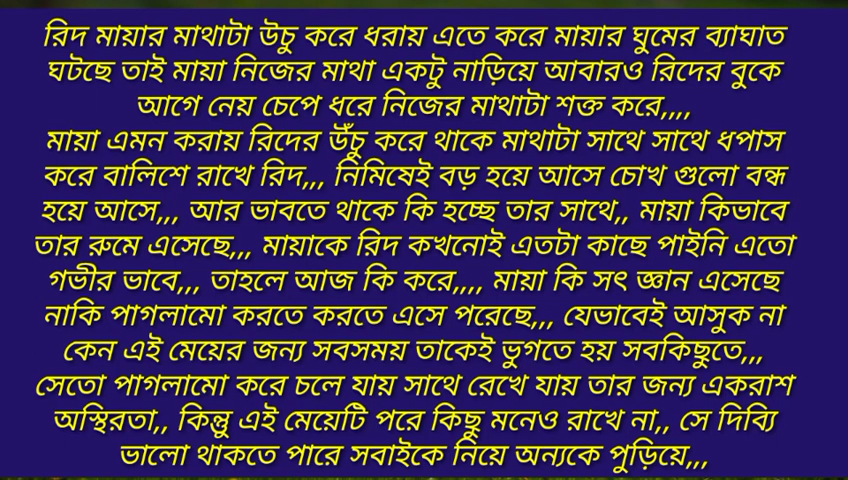 রিদ মায়ার মাথাটা উচু করে ধরায় এতে করে মায়ার ঘুমের ব্যাঘাত
ঘটছে তাই মায়া নিজের মাথা একটু নাড়িয়ে আবারও রিদের বুকে
আগে নেয় চেপে ধরে নিজের মাথাটা শক্ত করে,,,,
মায়া এমন করায় রিদের উঁচু করে থাকে মাথাটা সাথে সাথে ধপাস
করে বালিশে রাখে রিদ,,, নিমিষেই বড় হয়ে আসে চোখ গুলো বন্ধ
হয়ে আসে,,, আর ভাবতে থাকে কি হচ্ছে তার সাথে,, মায়া কিভাবে
তার রুমে এসেছে,,, মায়াকে রিদ কখনোই এতটা কাছে পাইনি এতো
গভীর ভাবে,,, তাহলে আজ কি করে,,,, মায়া কি সৎ জ্ঞান এসেছে
নাকি পাগলামো করতে করতে এসে পরেছে,,, যেভাবেই আসুক না
কেন এই মেয়ের জন্য সবসময় তাকেই ভুগতে হয় সবকিছুতে,,,
সেতো পাগলামো করে চলে যায় সাথে রেখে যায় তার জন্য একরাশ
অস্থিরতা,, কিন্তু এই মেয়েটি পরে কিছু মনেও রাখে না,, সে দিব্যি
ভালো থাকতে পারে সবাইকে নিয়ে অন্যকে পুড়িয়ে,,,